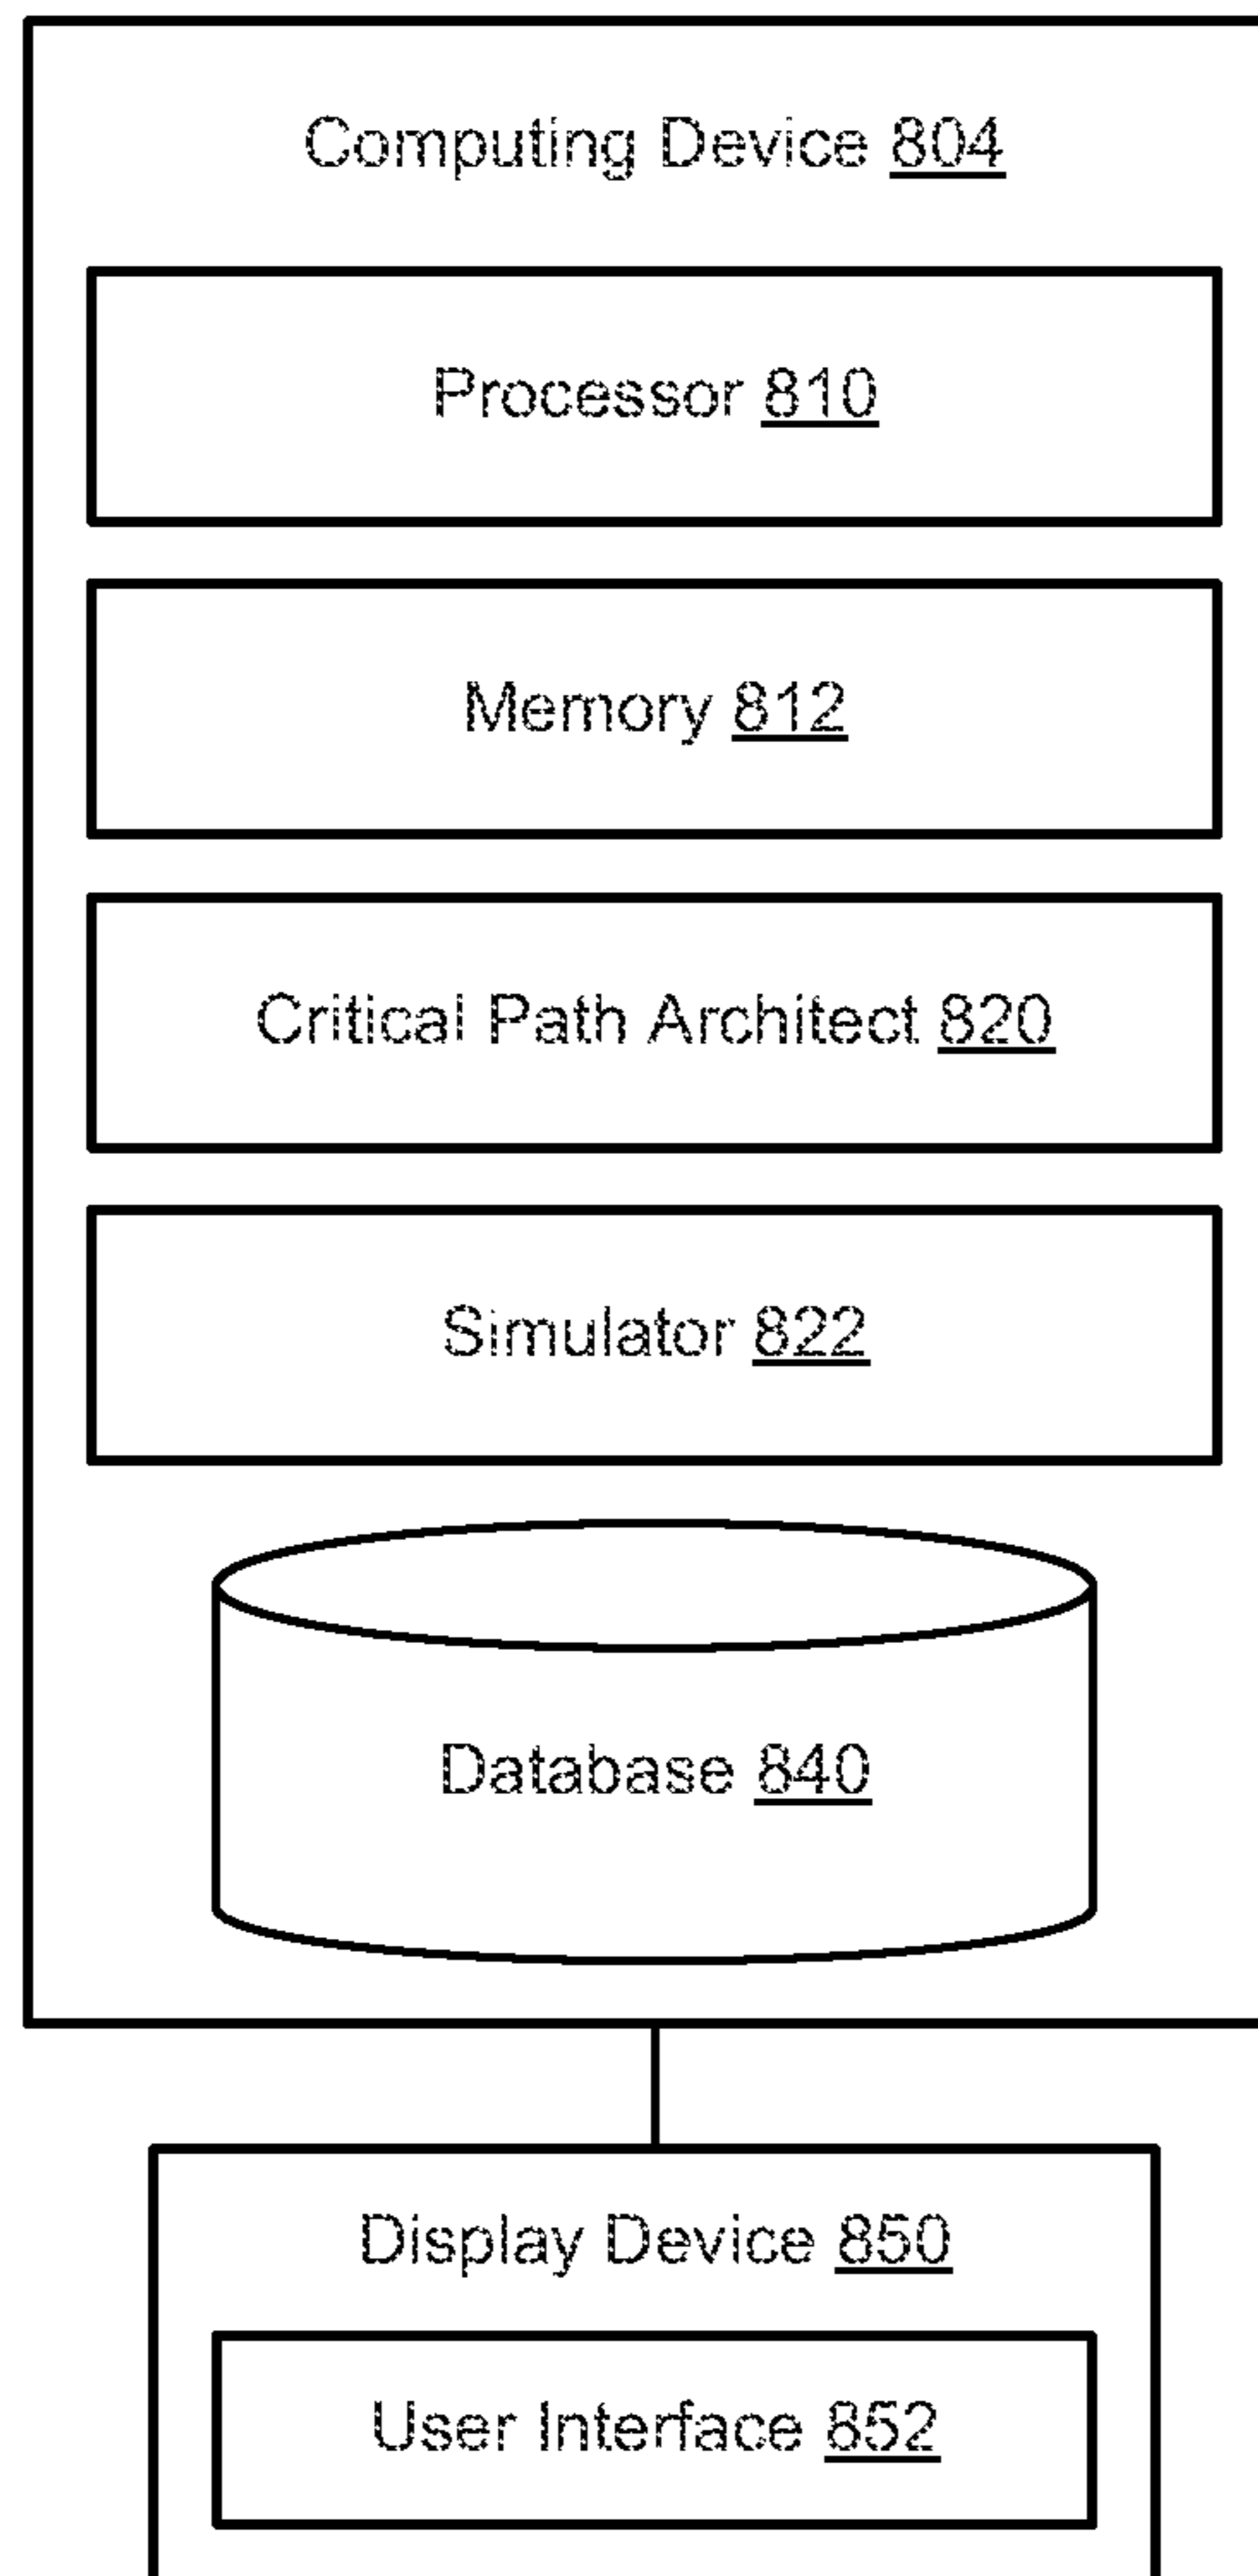 Computing Device 804
Processor 810
Memory 812
Critical Path Architect 820
Simulator 822
Database 840
Display Device 850
User Interface 852